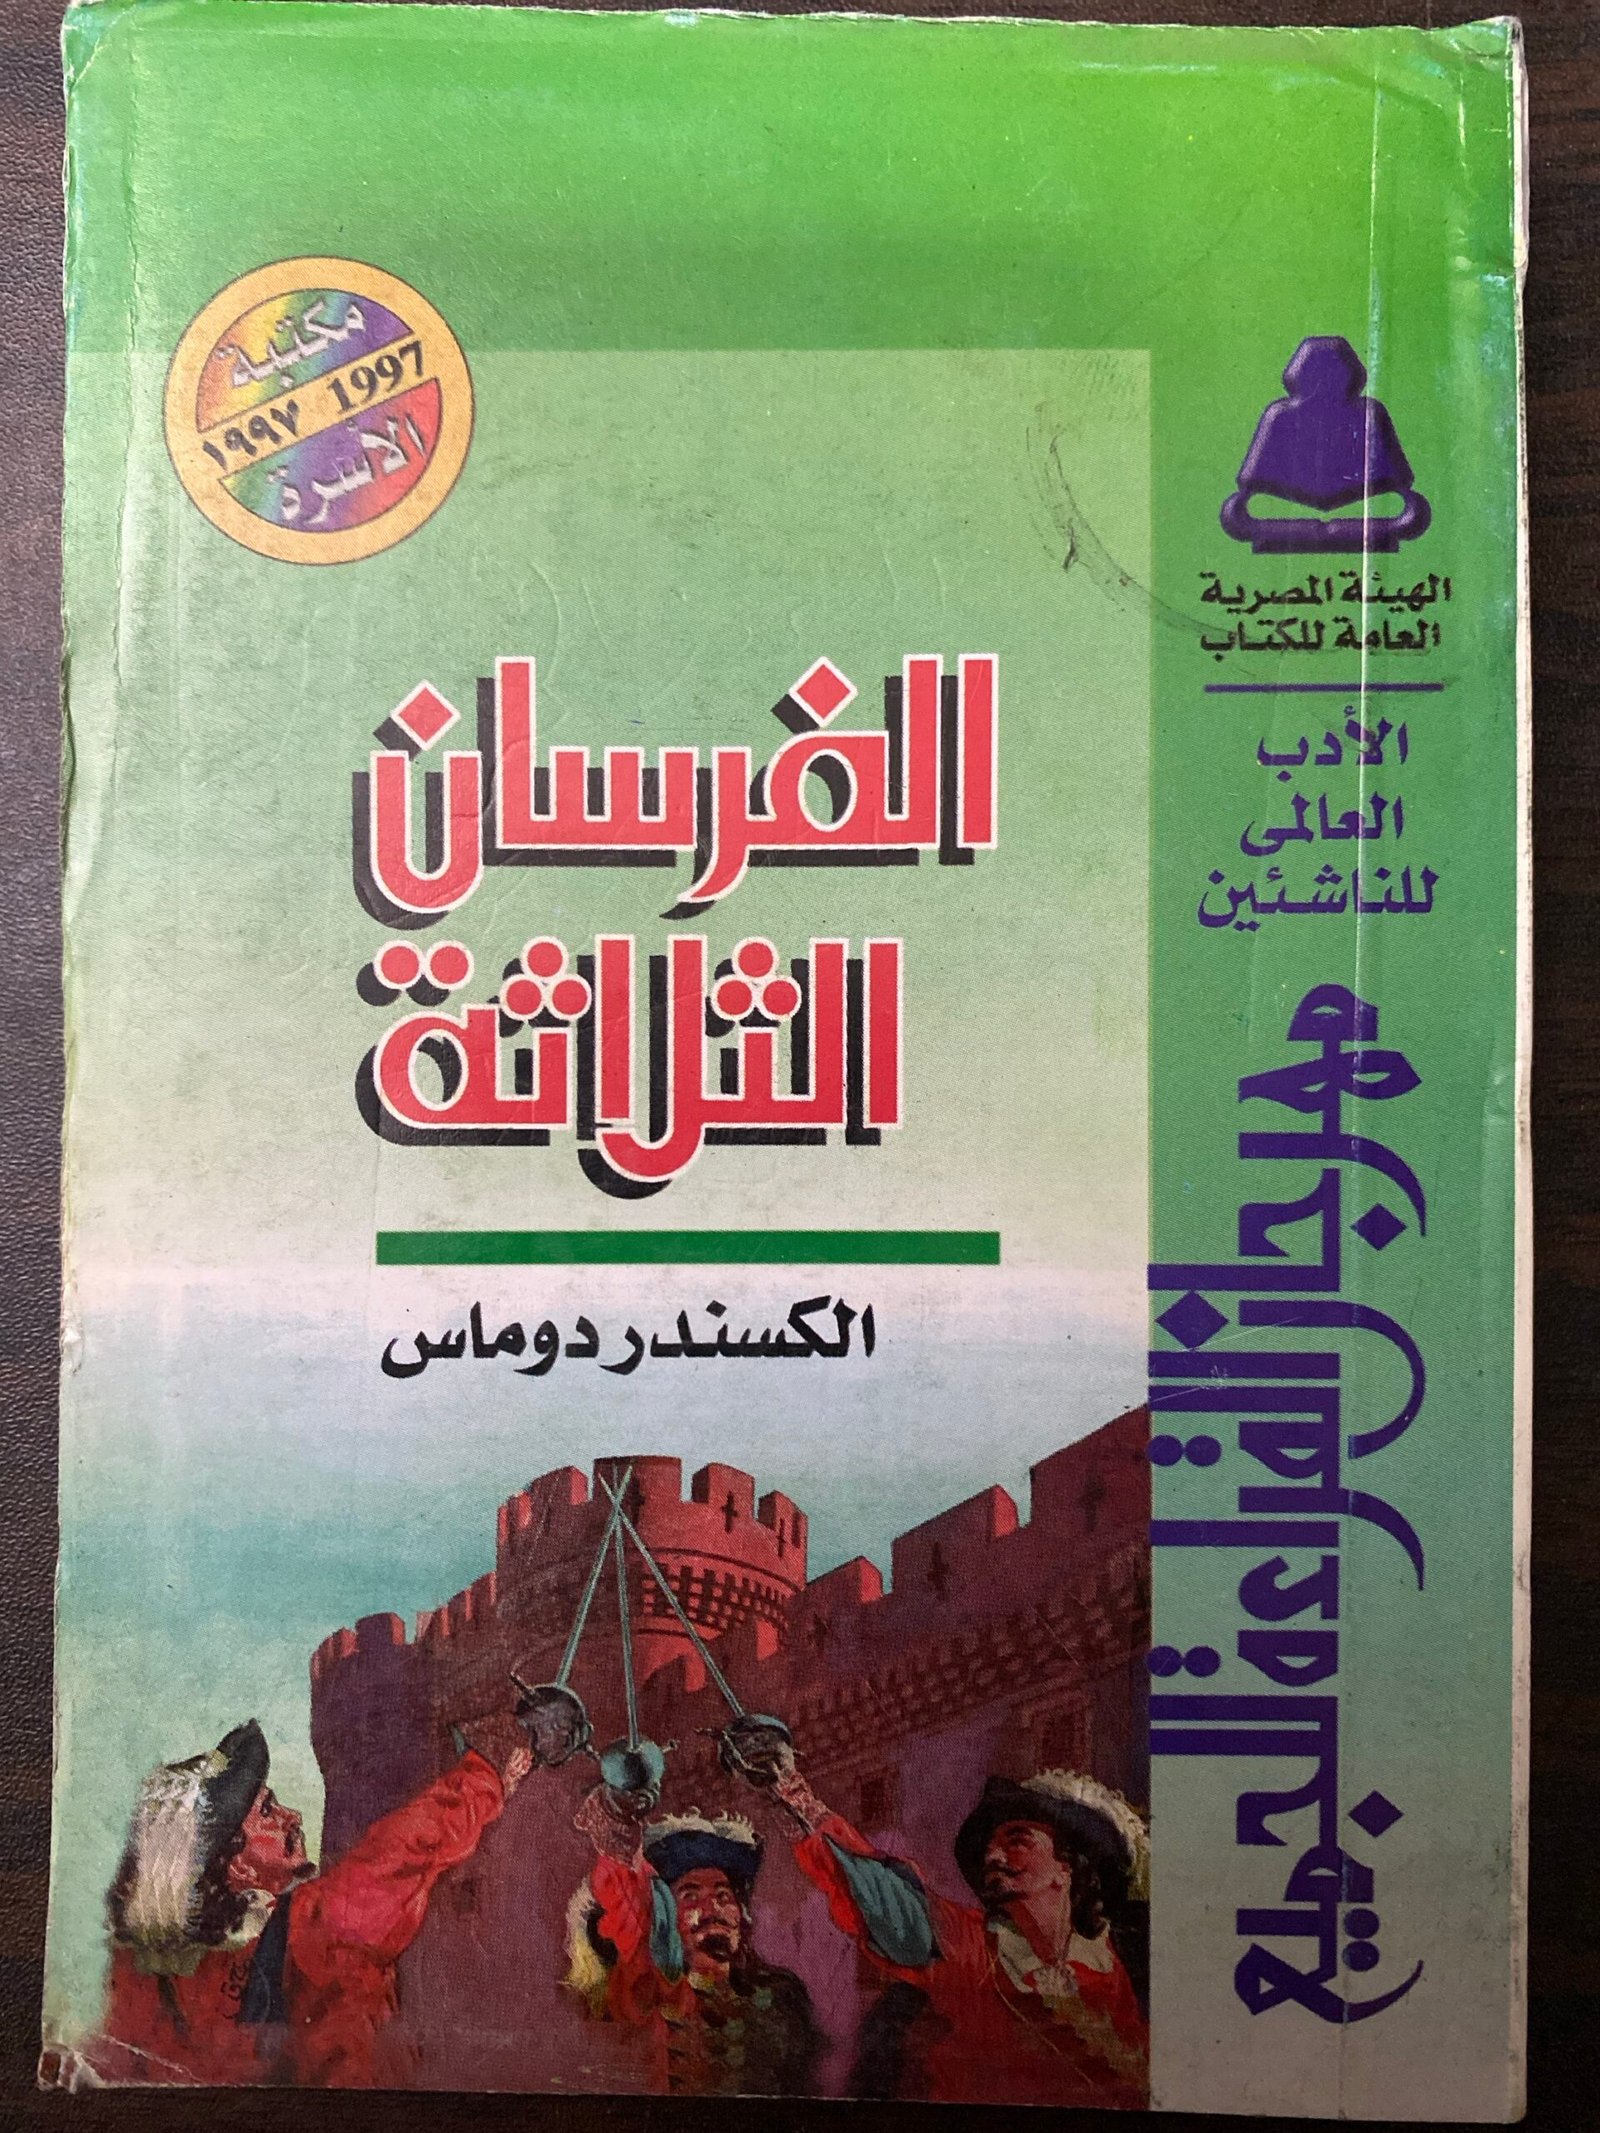 مكتبة
١٩٩٧ 1997
الأسرة
الهيئة المصرية
العامة للكتاب
الأدب
العالمى
للناشئين
مهرجان القراءة للجميع
الفرسان
الثلاثة
الكسندر دوماس